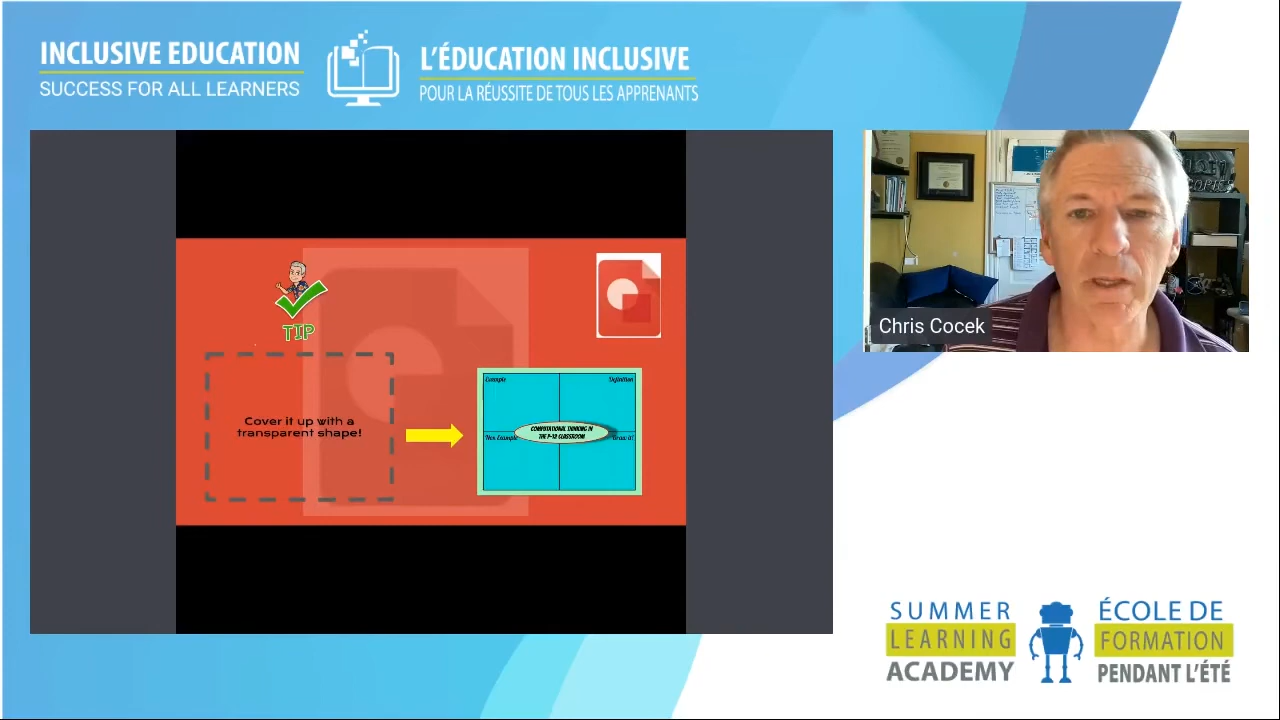 INCLUSIVE EDUCATION
SUCCESS FOR ALL LEARNERS
L'ÉDUCATION INCLUSIVE
POUR LA RÉUSSITE DE TOUS LES APPRENANTS
TIP
Cover it up with a
transparent shape!
Example
Definition
COMPUTATIONAL THINKING IN
THE P-12 CLASSROOM
Non Example
Draw it!
Chris Cocek
SUMMER
LEARNING
ACADEMY
ÉCOLE DE
FORMATION
PENDANT L'ÉTÉ